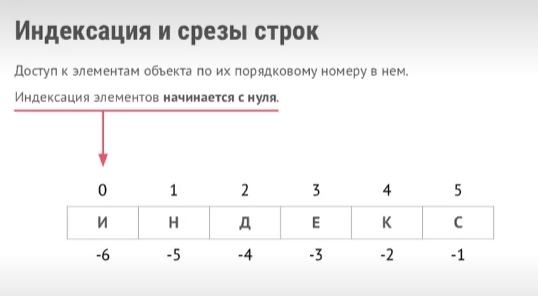 Индексация и срезы строк
Доступ к элементам объекта по их порядковому номеру в нем.
Индексация элементов начинается с нуля.
0 1 2 3 4 5
И Н Д Е К С
-6 -5 -4 -3 -2 -1